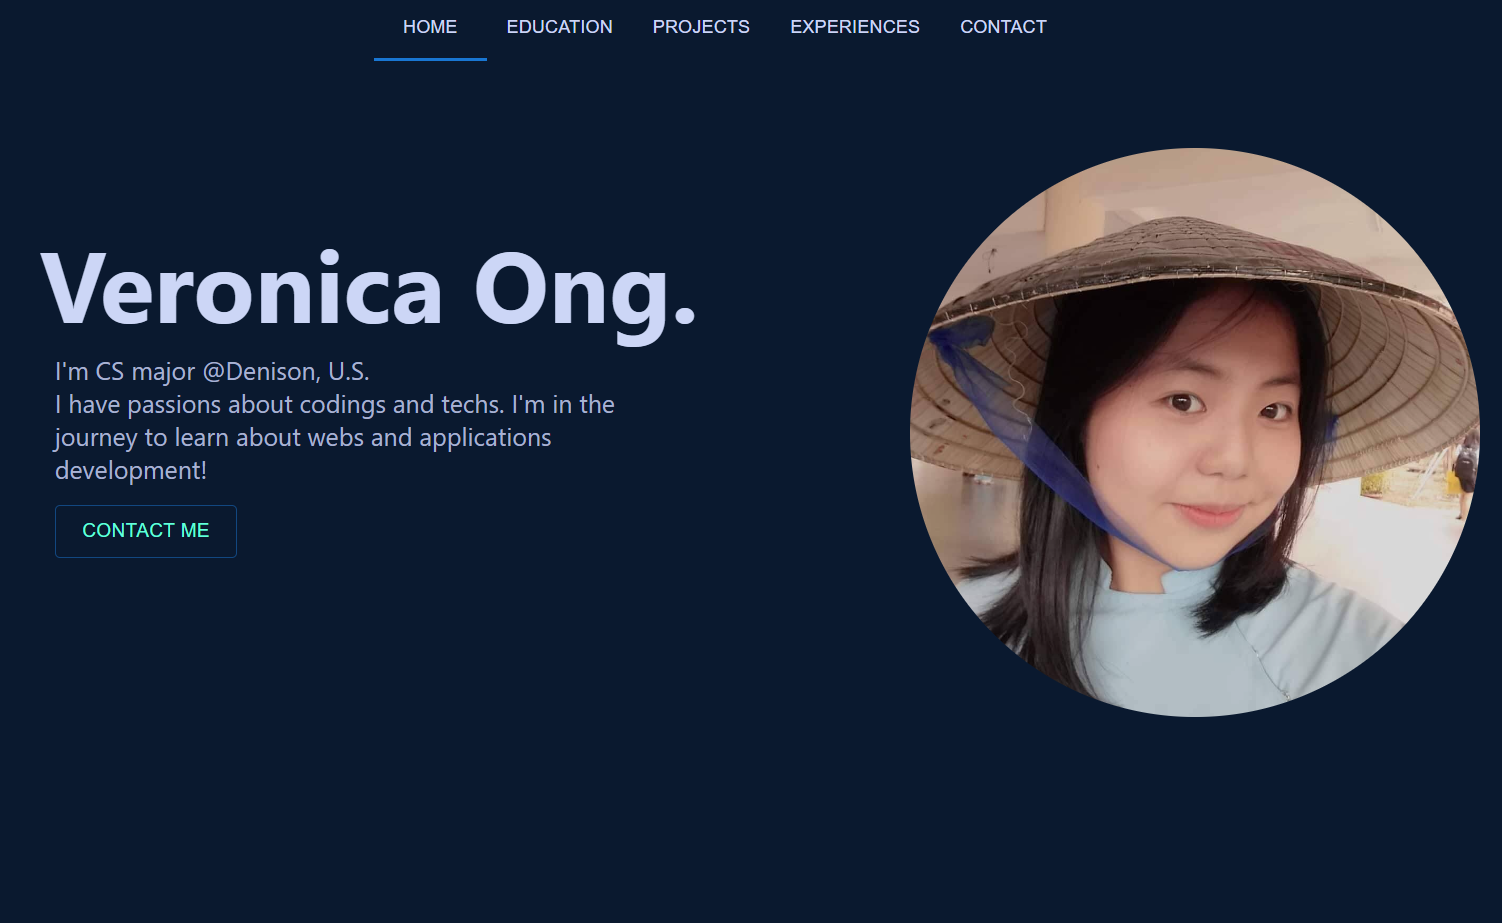 HOME EDUCATION PROJECTS EXPERIENCES CONTACT
Veronica Ong.
I'm CS major @Denison, U.S.
I have passions about codings and techs. I'm in the
journey to learn about webs and applications
development!
CONTACT ME